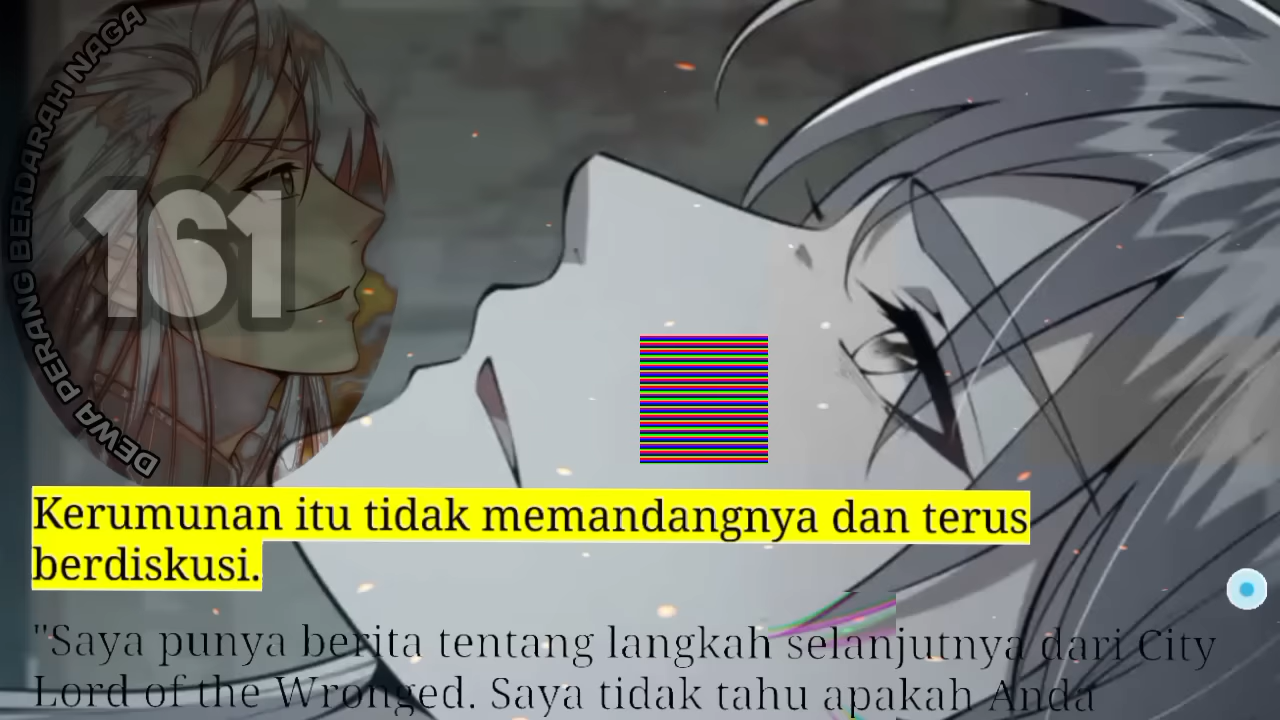 DEWA PERANG BERDARAH NAGA
161
Kerumunan itu tidak memandangnya dan terus
berdiskusi.
"Saya punya berita tentang langkah selanjutnya dari City
Lord of the Wronged. Saya tidak tahu apakah Anda